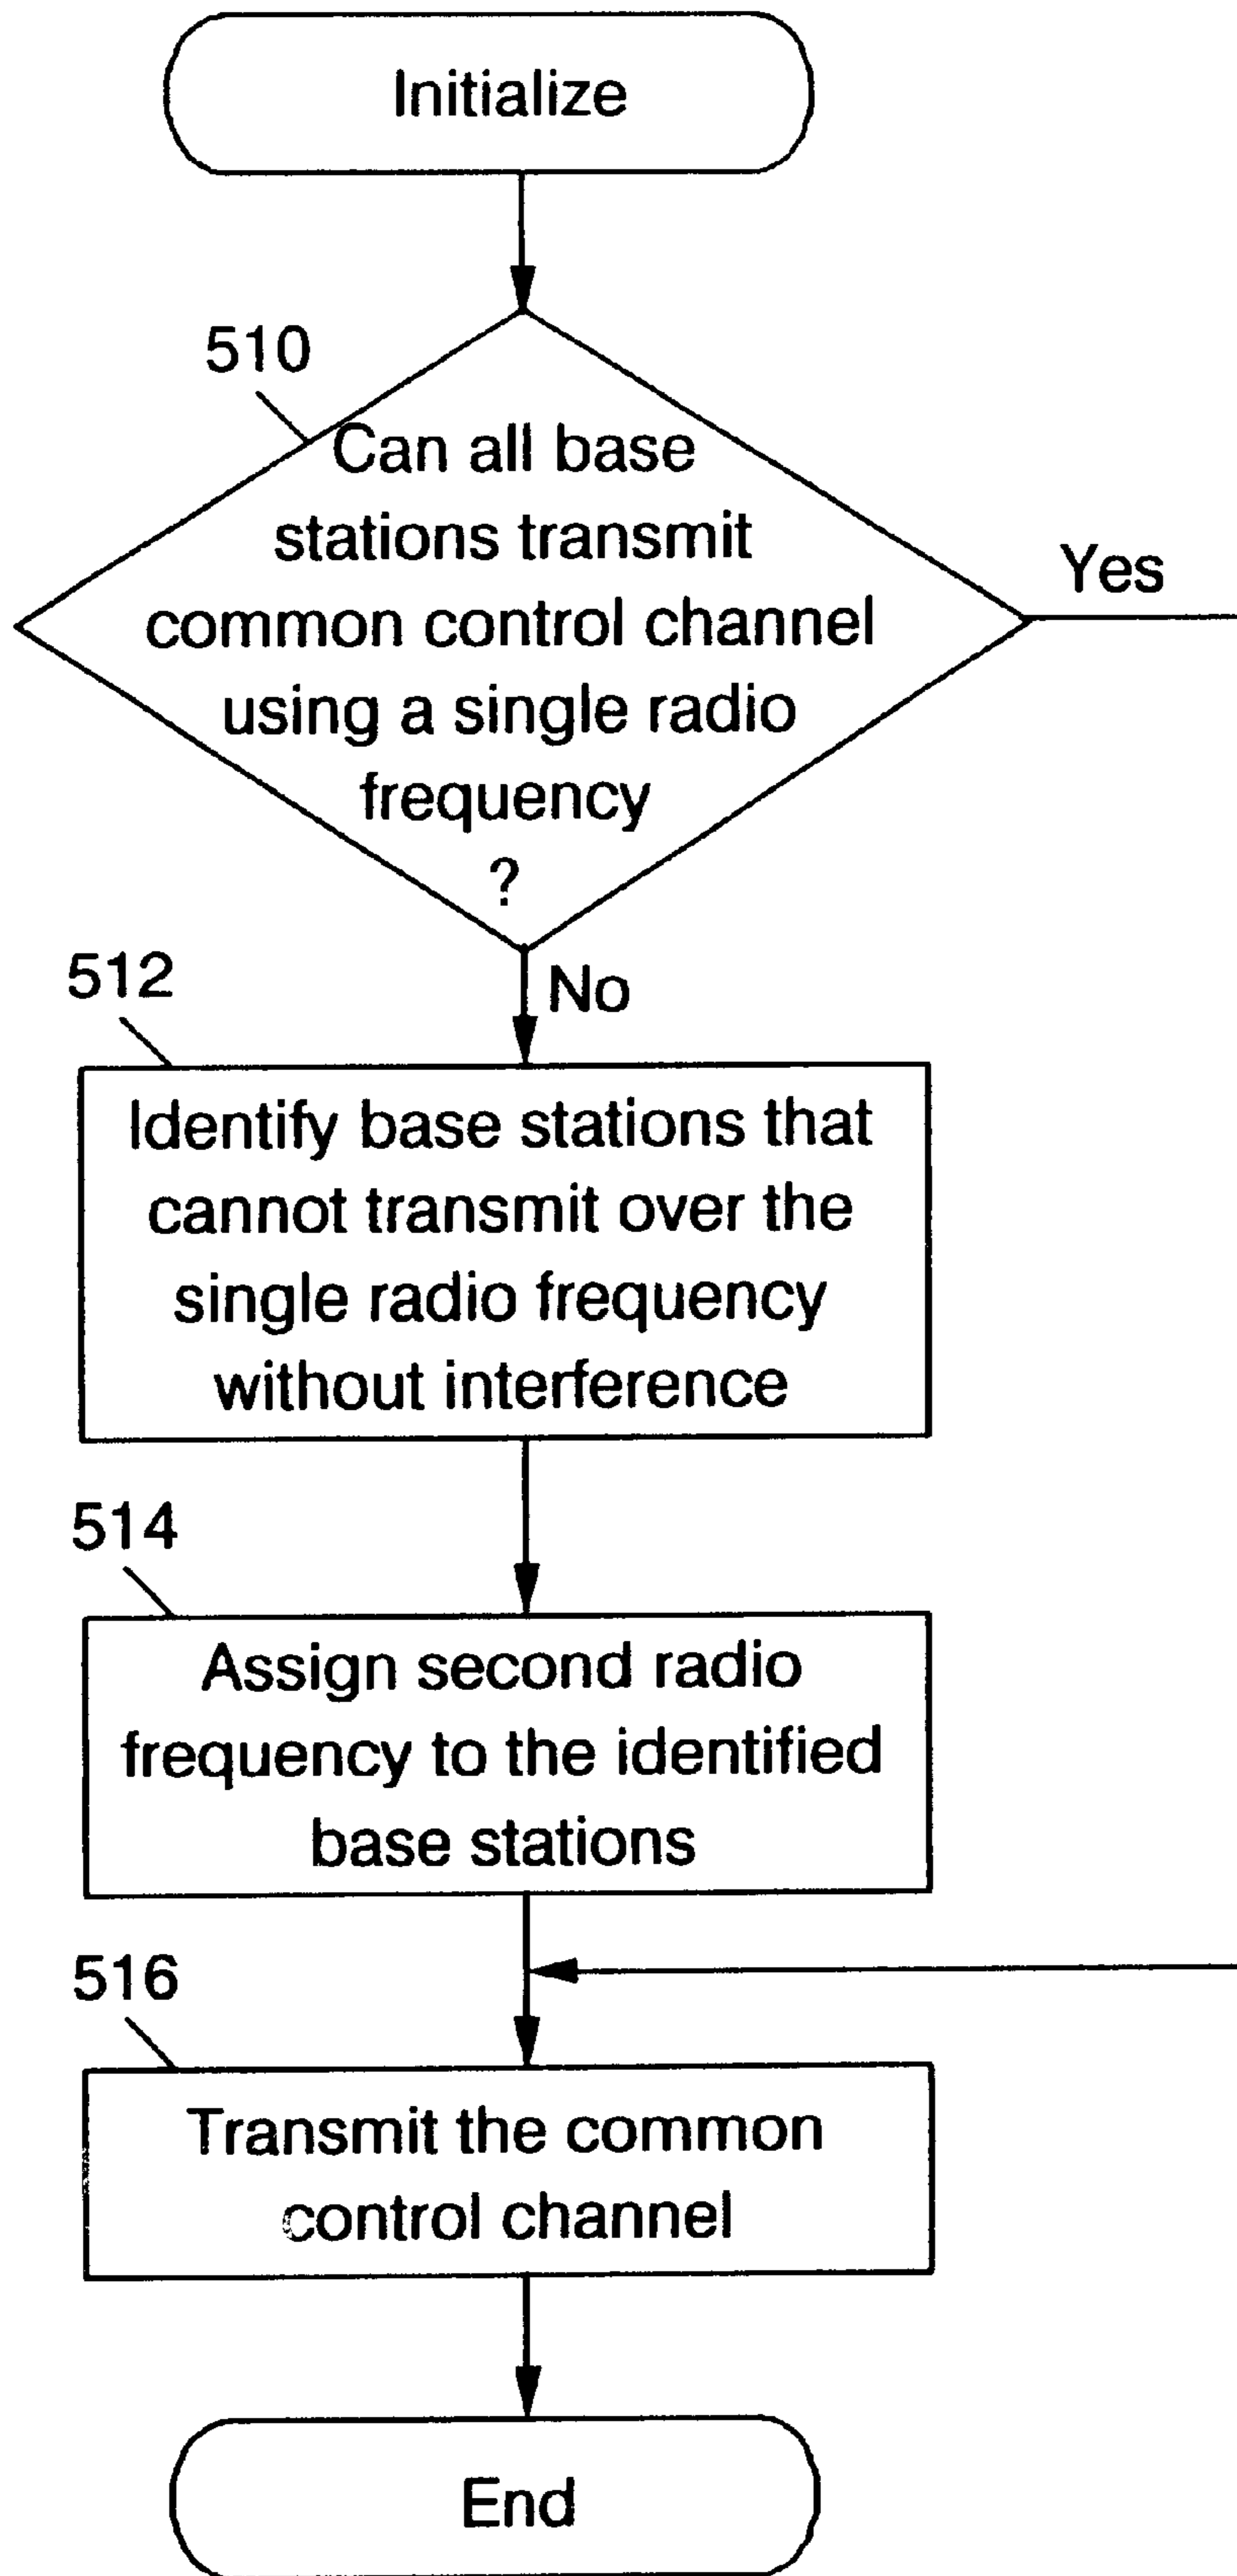 Initialize
510
Can all base
stations transmit
common control channel
using a single radio
frequency
?
Yes
No
512
Identify base stations that
cannot transmit over the
single radio frequency
without interference
514
Assign second radio
frequency to the identified
base stations
516
Transmit the common
control channel
End